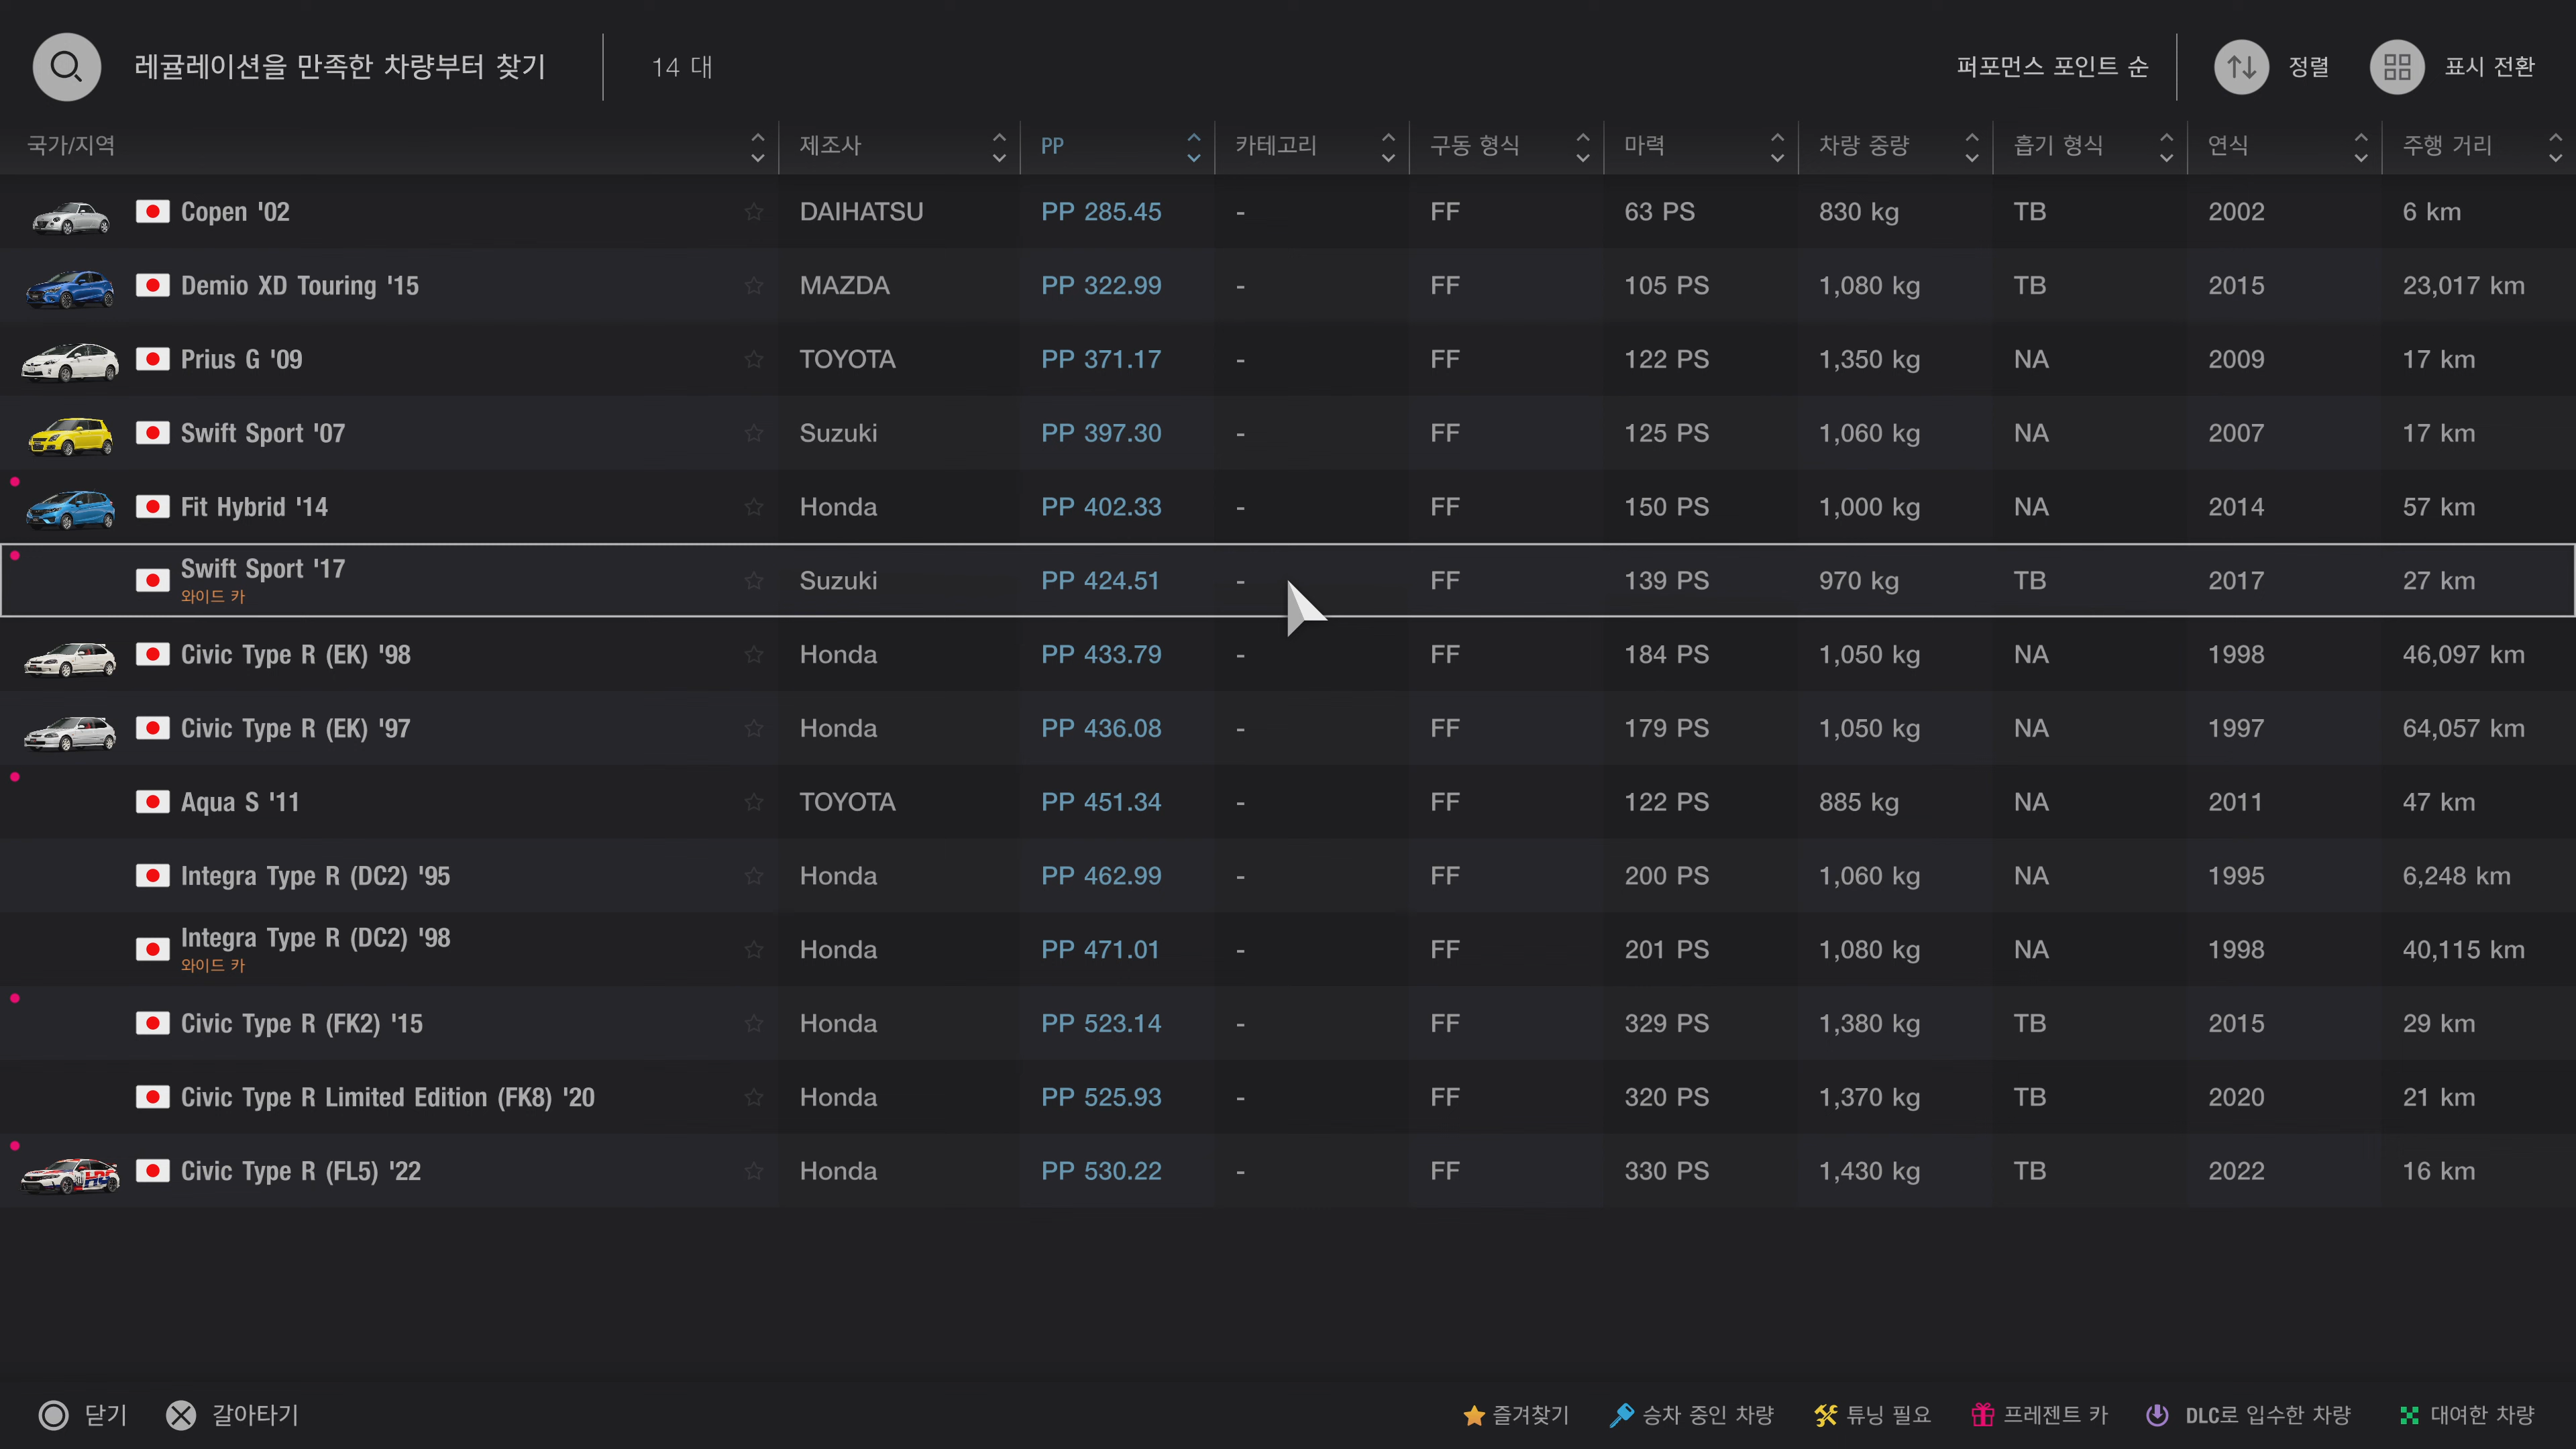 레귤레이션을 만족한 차량부터 찾기 14 대 퍼포먼스 포인트 순 정렬 표시 전환
국가/지역 제조사 PP 카테고리 구동 형식 마력 차량 중량 흡기 형식 연식 주행 거리
Copen '02 DAIHATSU PP 285.45 - FF 63 PS 830 kg TB 2002 6 km
Demio XD Touring '15 MAZDA PP 322.99 - FF 105 PS 1,080 kg TB 2015 23,017 km
Prius G '09 TOYOTA PP 371.17 - FF 122 PS 1,350 kg NA 2009 17 km
Swift Sport '07 Suzuki PP 397.30 - FF 125 PS 1,060 kg NA 2007 17 km
Fit Hybrid '14 Honda PP 402.33 - FF 150 PS 1,000 kg NA 2014 57 km
Swift Sport '17 Suzuki PP 424.51 - FF 139 PS 970 kg TB 2017 27 km
와이드 카
Civic Type R (EK) '98 Honda PP 433.79 - FF 184 PS 1,050 kg NA 1998 46,097 km
Civic Type R (EK) '97 Honda PP 436.08 - FF 179 PS 1,050 kg NA 1997 64,057 km
Aqua S '11 TOYOTA PP 451.34 - FF 122 PS 885 kg NA 2011 47 km
Integra Type R (DC2) '95 Honda PP 462.99 - FF 200 PS 1,060 kg NA 1995 6,248 km
Integra Type R (DC2) '98 Honda PP 471.01 - FF 201 PS 1,080 kg NA 1998 40,115 km
와이드 카
Civic Type R (FK2) '15 Honda PP 523.14 - FF 329 PS 1,380 kg TB 2015 29 km
Civic Type R Limited Edition (FK8) '20 Honda PP 525.93 - FF 320 PS 1,370 kg TB 2020 21 km
Civic Type R (FL5) '22 Honda PP 530.22 - FF 330 PS 1,430 kg TB 2022 16 km
닫기 갈아타기 즐겨찾기 승차 중인 차량 튜닝 필요 프레젠트 카 DLC로 입수한 차량 대여한 차량